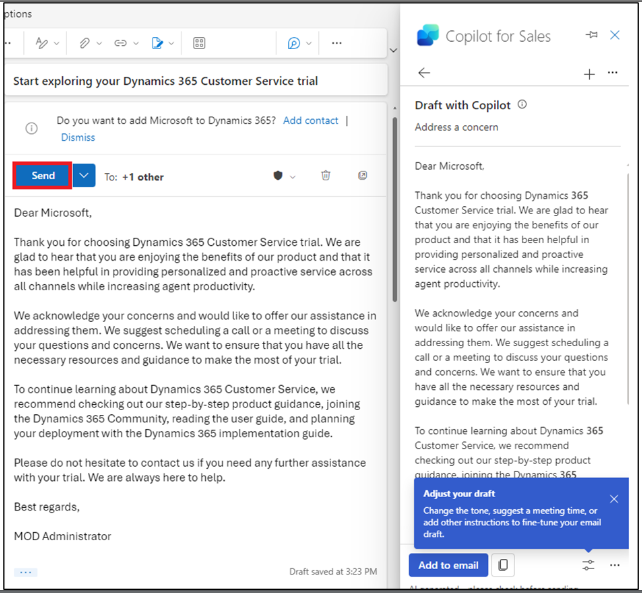 ptions
Start exploring your Dynamics 365 Customer Service trial
Do you want to add Microsoft to Dynamics 365? Add contact |
Dismiss
Send
To: +1 other
Dear Microsoft,
Thank you for choosing Dynamics 365 Customer Service trial. We are
glad to hear that you are enjoying the benefits of our product and that it
has been helpful in providing personalized and proactive service across
all channels while increasing agent productivity.
We acknowledge your concerns and would like to offer our assistance in
addressing them. We suggest scheduling a call or a meeting to discuss
your questions and concerns. We want to ensure that you have all the
necessary resources and guidance to make the most of your trial.
To continue learning about Dynamics 365 Customer Service, we
recommend checking out our step-by-step product guidance, joining
the Dynamics 365 Community, reading the user guide, and planning
your deployment with the Dynamics 365 implementation guide.
Please do not hesitate to contact us if you need any further assistance
with your trial. We are always here to help.
Best regards,
MOD Administrator
Draft saved at 3:23 PM
Copilot for Sales
Draft with Copilot
Address a concern
Dear Microsoft,
Thank you for choosing Dynamics 365
Customer Service trial. We are glad to hear
that you are enjoying the benefits of our
product and that it has been helpful in
providing personalized and proactive
service across all channels while increasing
agent productivity.
We acknowledge your concerns and
would like to offer our assistance in
addressing them. We suggest scheduling a
call or a meeting to discuss your questions
and concerns. We want to ensure that you
have all the necessary resources and
guidance to make the most of your trial.
To continue learning about Dynamics 365
Customer Service, we recommend
checking out our step-by-step product
guidance, joining the Dynamics 365
Adjust your draft
Change the tone, suggest a meeting time, or
add other instructions to fine-tune your email
draft.
Add to email